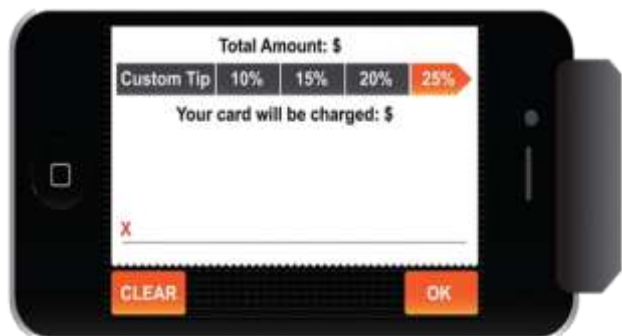 Total Amount: $
Custom Tip 10% 15% 20% 25%
Your card will be charged: $
X
CLEAR OK